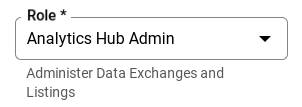 Role *
Analytics Hub Admin
Administer Data Exchanges and
Listings